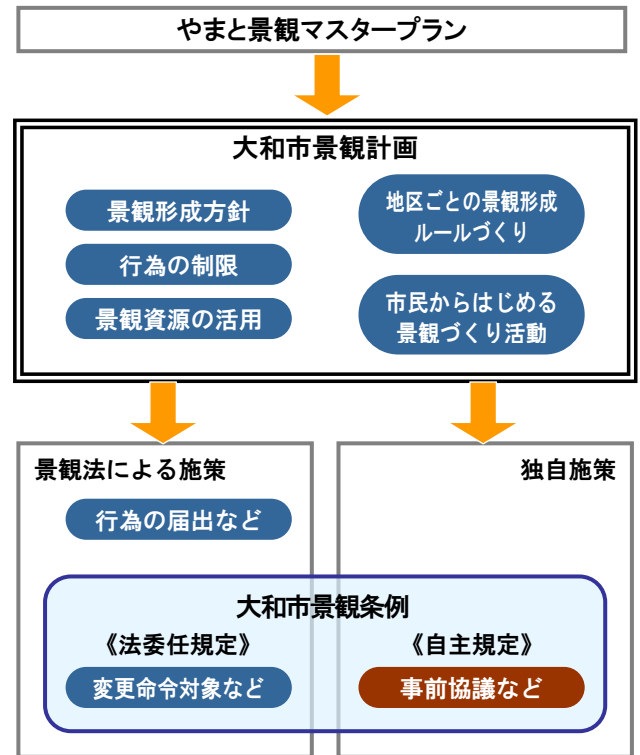 やまと景観マスタープラン
大和市景観計画
景観形成方針
行為の制限
景観資源の活用
地区ごとの景観形成
ルールづくり
市民からはじめる
景観づくり活動
景観法による施策
行為の届出など
独自施策
大和市景観条例
《法委任規定》
変更命令対象など
《自主規定》
事前協議など